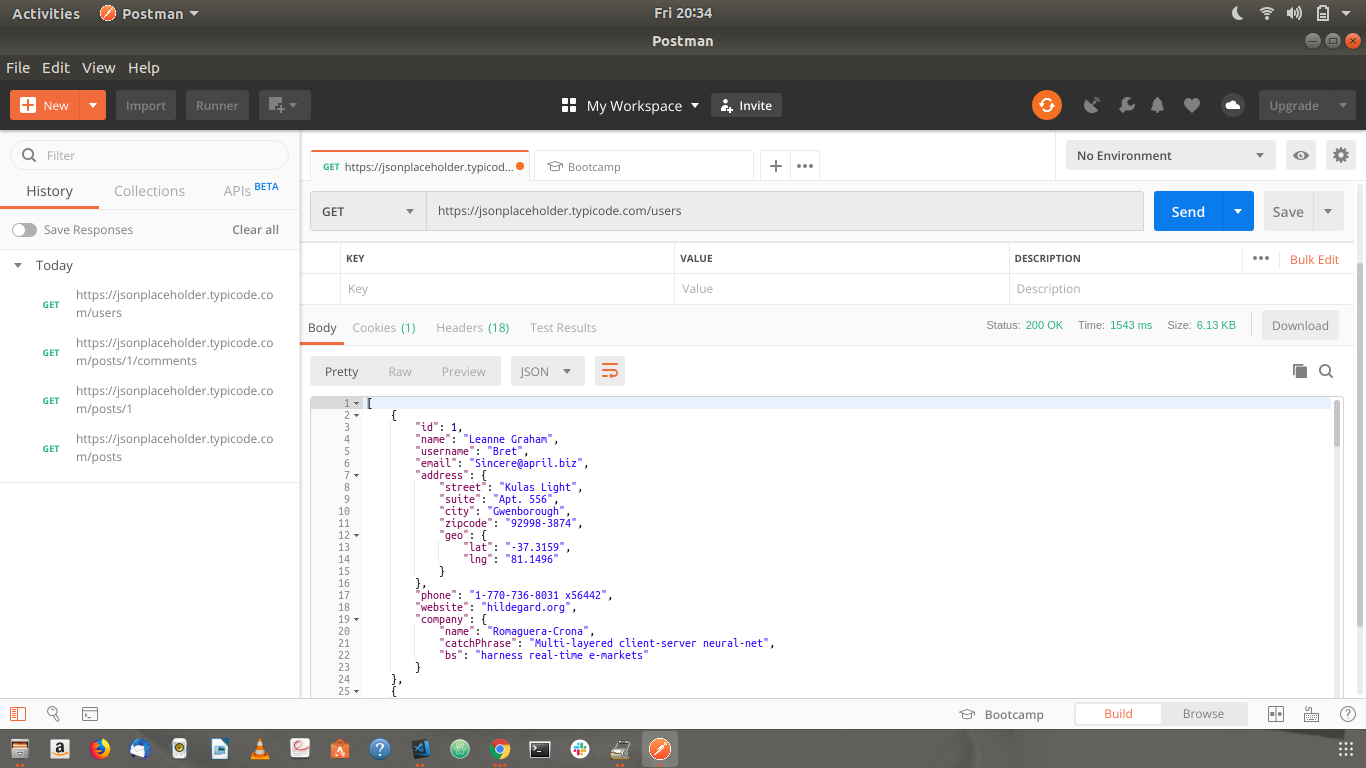 Activities Postman Fri 20:34
Postman
File Edit View Help
New Import Runner My Workspace Invite Upgrade
Filter
History Collections APIs BETA
Save Responses Clear all
Today
GET https://jsonplaceholder.typicode.co
m/users
GET https://jsonplaceholder.typicode.co
m/posts/1/comments
GET https://jsonplaceholder.typicode.co
m/posts/1
GET https://jsonplaceholder.typicode.co
m/posts
GET https://jsonplaceholder.typicod... Bootcamp No Environment
GET https://jsonplaceholder.typicode.com/users Send Save
KEY VALUE DESCRIPTION Bulk Edit
Key Value Description
Body Cookies (1) Headers (18) Test Results Status: 200 OK Time: 1543 ms Size: 6.13 KB Download
Pretty Raw Preview JSON
1 [
2 {
3 "id": 1,
4 "name": "Leanne Graham",
5 "username": "Bret",
6 "email": "Sincere@april.biz",
7 "address": {
8 "street": "Kulas Light",
9 "suite": "Apt. 556",
10 "city": "Gwenborough",
11 "zipcode": "92998-3874",
12 "geo": {
13 "lat": "-37.3159",
14 "lng": "81.1496"
15 }
16 },
17 "phone": "1-770-736-8031 x56442",
18 "website": "hildegard.org",
19 "company": {
20 "name": "Romaguera-Crona",
21 "catchPhrase": "Multi-layered client-server neural-net",
22 "bs": "harness real-time e-markets"
23 }
24 },
25 {
Bootcamp Build Browse